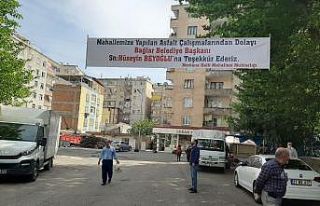 Mahallemize Yapılan Asfalt Çalışmalarından Dolayı
Bağlar Belediye Başkanı
Sn:Hüseyin BEYOĞLU'na Teşekkür Ederiz.